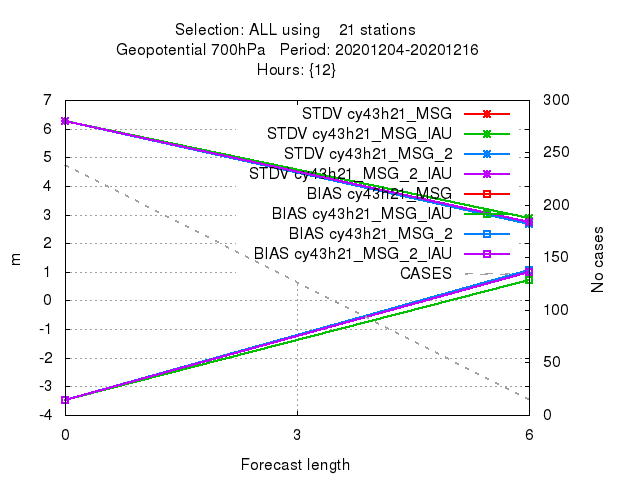 Selection: ALL using    21 stations
Geopotential 700hPa   Period: 20201204-20201216
Hours: {12}
7
6
5
4
3
2
1
0
-1
-2
-3
-4
m
300
250
200
150
100
50
0
No cases
STDV cy43h21_MSG
STDV cy43h21_MSG_IAU
STDV cy43h21_MSG_2
STDV cy43h21_MSG_2_IAU
BIAS cy43h21_MSG
BIAS cy43h21_MSG_IAU
BIAS cy43h21_MSG_2
BIAS cy43h21_MSG_2_IAU
CASES
0 3 6
Forecast length